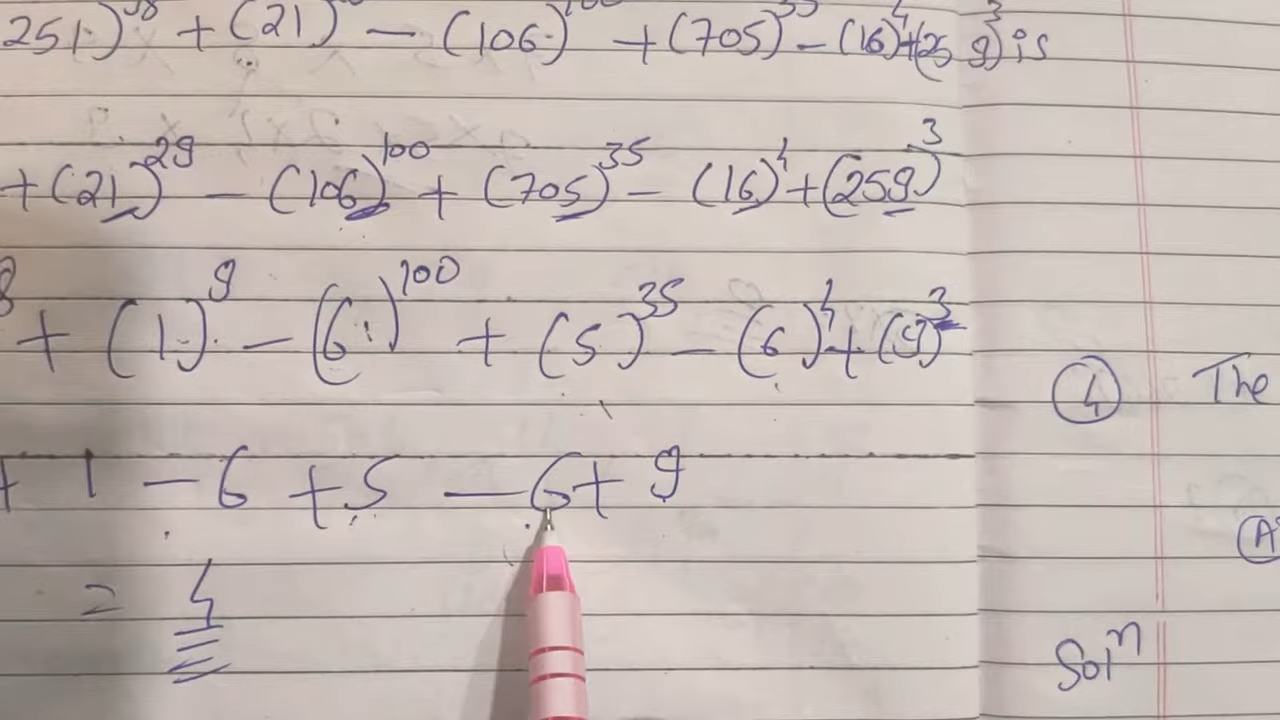 251)³⁸ + (21) − (106)¹⁰⁰ + (705)³⁵ − (16)⁴ + (259)³ is
+ (21)²⁹ − (106)¹⁰⁰ + (705)³⁵ − (16)⁴ + (259)³
+ (1)⁹ − (6)¹⁰⁰ + (5)³⁵ − (6)⁴ + (9)³
+ 1 − 6 + 5 − 6 + 9
= 4
④ The
Ⓐ
Solⁿ